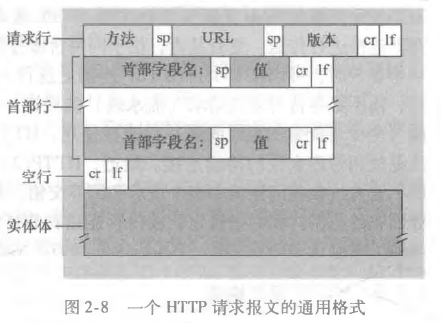 请求行 方法 sp URL sp 版本 cr lf
首部字段名: sp 值 cr lf
首部行
首部字段名: sp 值 cr lf
空行 cr lf
实体体
图 2-8 一个 HTTP 请求报文的通用格式